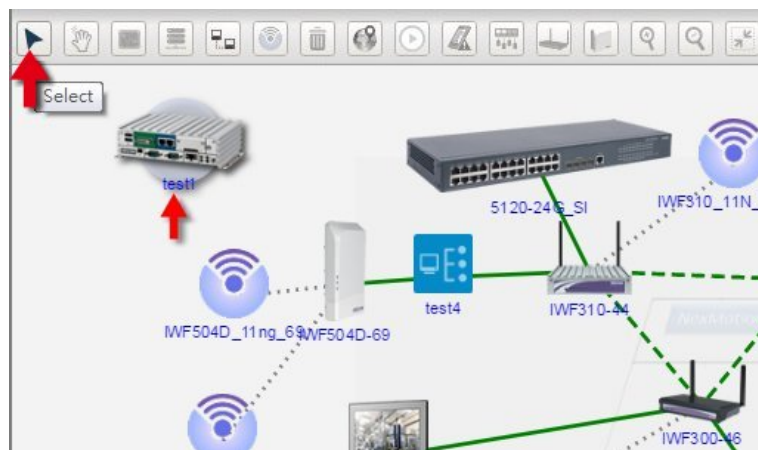 Select
test1
5120-24G_SI
IWF310_11N_
IWF504D_11ng_69
IWF504D-69
test4
IWF310-44
IWF300-46